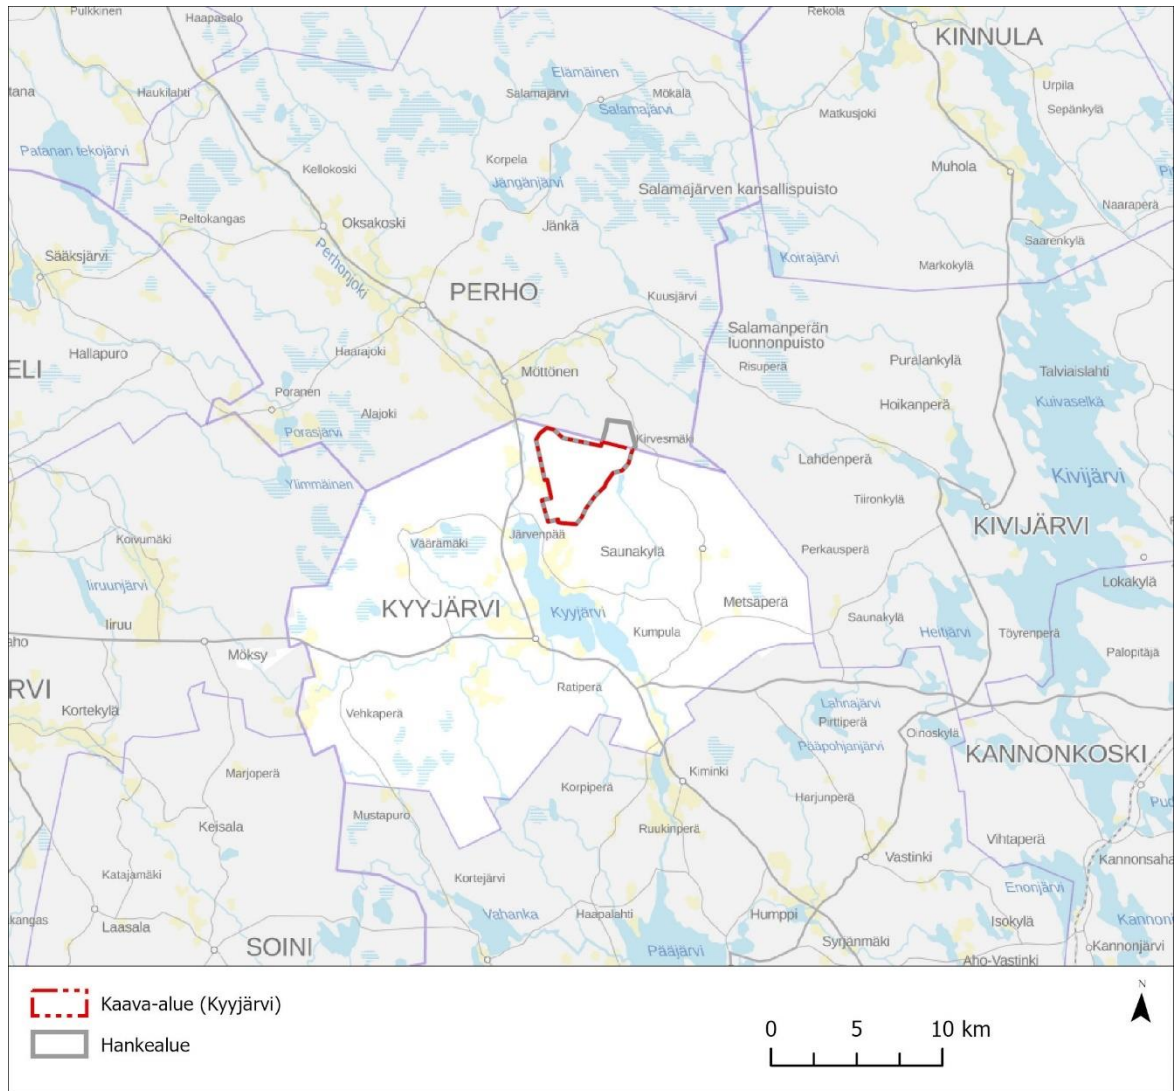 Pulkkinen
Haapasalo
Rekola
KINNULA
Elämäinen
Haukilahti
Salamajärvi
Mökälä
Salamajärvi
Urpila
Sepänkylä
Matkusjoki
Patanan tekojärvi
Kellokoski
Korpela
Jängänjärvi
Muhola
Salamajärven kansallispuisto
Peltokangas
Oksakoski
Jänkä
Naaraperä
Saarenkylä
Sääksjärvi
Perhonjoki
Koirajärvi
Markokylä
PERHO
Kuusjärvi
Salamanperän
luonnonpuisto
Hallapuro
Haarajoki
Puralankylä
Risuperä
Talviaislahti
ELI
Möttönen
Kuivaselkä
Poranen
Alajoki
Hoikanperä
Porasjärvi
Kirvesmäki
Lahdenperä
Kivijärvi
Ylimmäinen
Tiironkylä
KIVIJÄRVI
Koivumäki
Väärämäki
Järvenpää
Saunakylä
Perkausperä
Iiruunjärvi
Lokakylä
KYYJÄRVI
Kyyjärvi
Metsäperä
Saunakylä
Iiruu
Heitjärvi
Töyrenperä
Kumpula
Palopitäjä
Möksy
RVI
Ratiperä
Lahnajärvi
Kortekylä
Vehkaperä
Pirttiperä
Oinoskylä
Pääpohjanjärvi
KANNONKOSKI
Marjoperä
Kiminki
Korpiperä
Harjunperä
Mustapuro
Keisala
Ruukinperä
Vihtaperä
Vastinki
Kannonsaha
Katajamäki
Kortejärvi
Enonjärvi
kangas
Laasala
Vahanka
Haapalahti
Humppi
Isokylä
SOINI
Pääjärvi
Syrjänmäki
Kannonjärvi
Aho-Vastinki
Kaava-alue (Kyyjärvi)
Hankealue
N
0 5 10 km